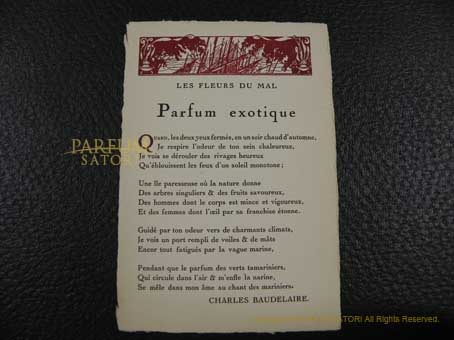 LES FLEURS DU MAL
Parfum exotique
QUAND, les deux yeux fermés, en un soir chaud d'automne,
Je respire l'odeur de ton sein chaleureux,
Je vois se dérouler des rivages heureux
Qu'éblouissent les feux d'un soleil monotone ;
Une île paresseuse où la nature donne
Des arbres singuliers & des fruits savoureux,
Des hommes dont le corps est mince et vigoureux,
Et des femmes dont l'œil par sa franchise étonne.
Guidé par ton odeur vers de charmants climats,
Je vois un port rempli de voiles & de mâts
Encor tout fatigués par la vague marine,
Pendant que le parfum des verts tamariniers,
Qui circule dans l'air & m'enfle la narine,
Se mêle dans mon âme au chant des mariniers.
CHARLES BAUDELAIRE.
PARFUM
SATORI
SATORI All Rights Reserved.